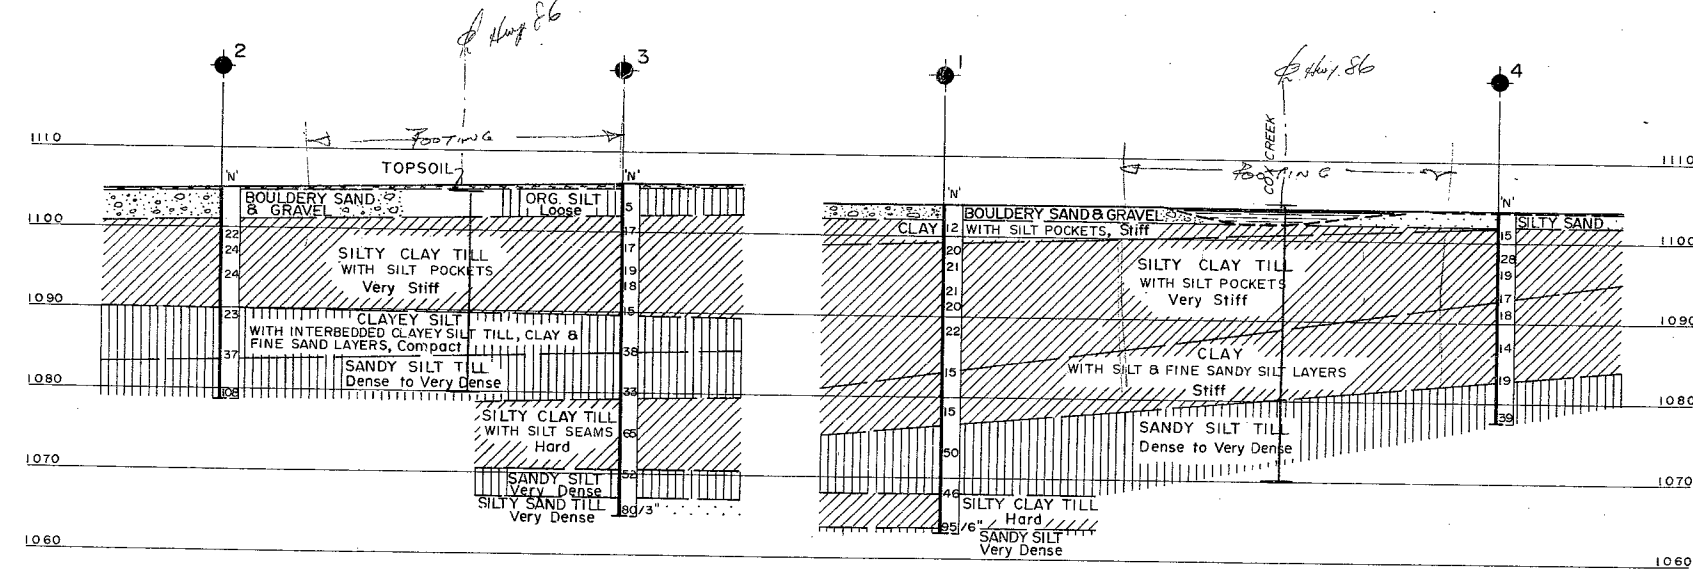 2
℄ Hwy 86
3
1
℄ Hwy. 86
4
1110
FOOTING
TOPSOIL
COX CREEK
FOOTING
1110
'N'
'N'
'N'
'N'
BOULDERY SAND
& GRAVEL
ORG. SILT
Loose
5
1100
22
24
24
23
37
108
17
17
19
18
15
38
33
65
52
80/3"
SILTY CLAY TILL
WITH SILT POCKETS
Very Stiff
1090
CLAYEY SILT
WITH INTERBEDDED CLAYEY SILT TILL, CLAY &
FINE SAND LAYERS, Compact
SANDY SILT TILL
Dense to Very Dense
1080
SILTY CLAY TILL
WITH SILT SEAMS
Hard
1070
SANDY SILT
Very Dense
SILTY SAND TILL
Very Dense
1060
BOULDERY SAND & GRAVEL
CLAY
12
WITH SILT POCKETS, Stiff
SILTY SAND
1100
20
21
21
20
22
15
15
50
46
95/6"
SILTY CLAY TILL
WITH SILT POCKETS
Very Stiff
15
28
19
17
18
14
19
39
1090
CLAY
WITH SILT & FINE SANDY SILT LAYERS
Stiff
1080
SANDY SILT TILL
Dense to Very Dense
1070
SILTY CLAY TILL
Hard
SANDY SILT
Very Dense
1060